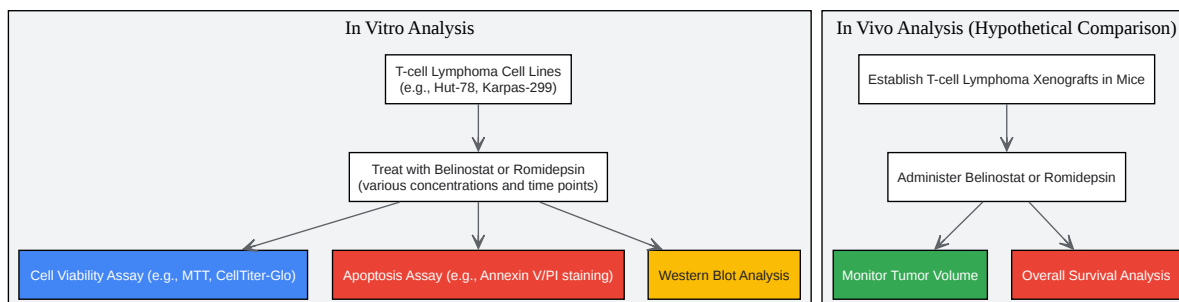 In Vitro Analysis
T-cell Lymphoma Cell Lines
(e.g., Hut-78, Karpas-299)
Treat with Belinostat or Romidepsin
(various concentrations and time points)
Cell Viability Assay (e.g., MTT, CellTiter-Glo)
Apoptosis Assay (e.g., Annexin V/PI staining)
Western Blot Analysis
In Vivo Analysis (Hypothetical Comparison)
Establish T-cell Lymphoma Xenografts in Mice
Administer Belinostat or Romidepsin
Monitor Tumor Volume
Overall Survival Analysis